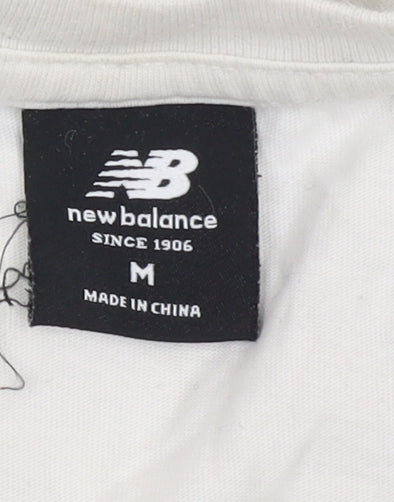 NB
new balance
SINCE 1906
M
MADE IN CHINA